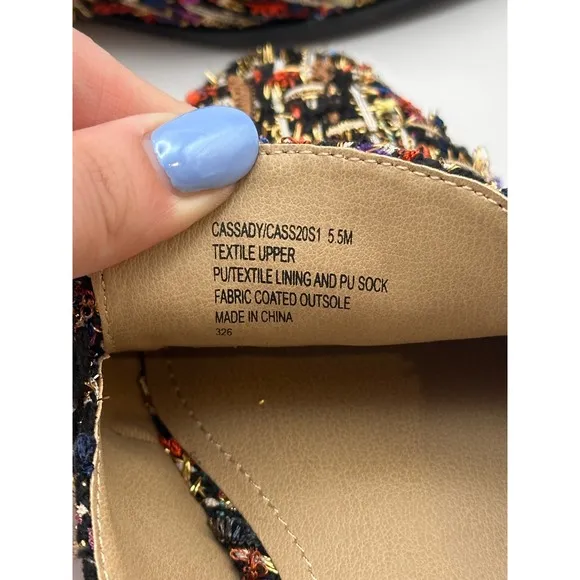 CASSADY/CASS20S1 5.5M
TEXTILE UPPER
PU/TEXTILE LINING AND PU SOCK
FABRIC COATED OUTSOLE
MADE IN CHINA
326